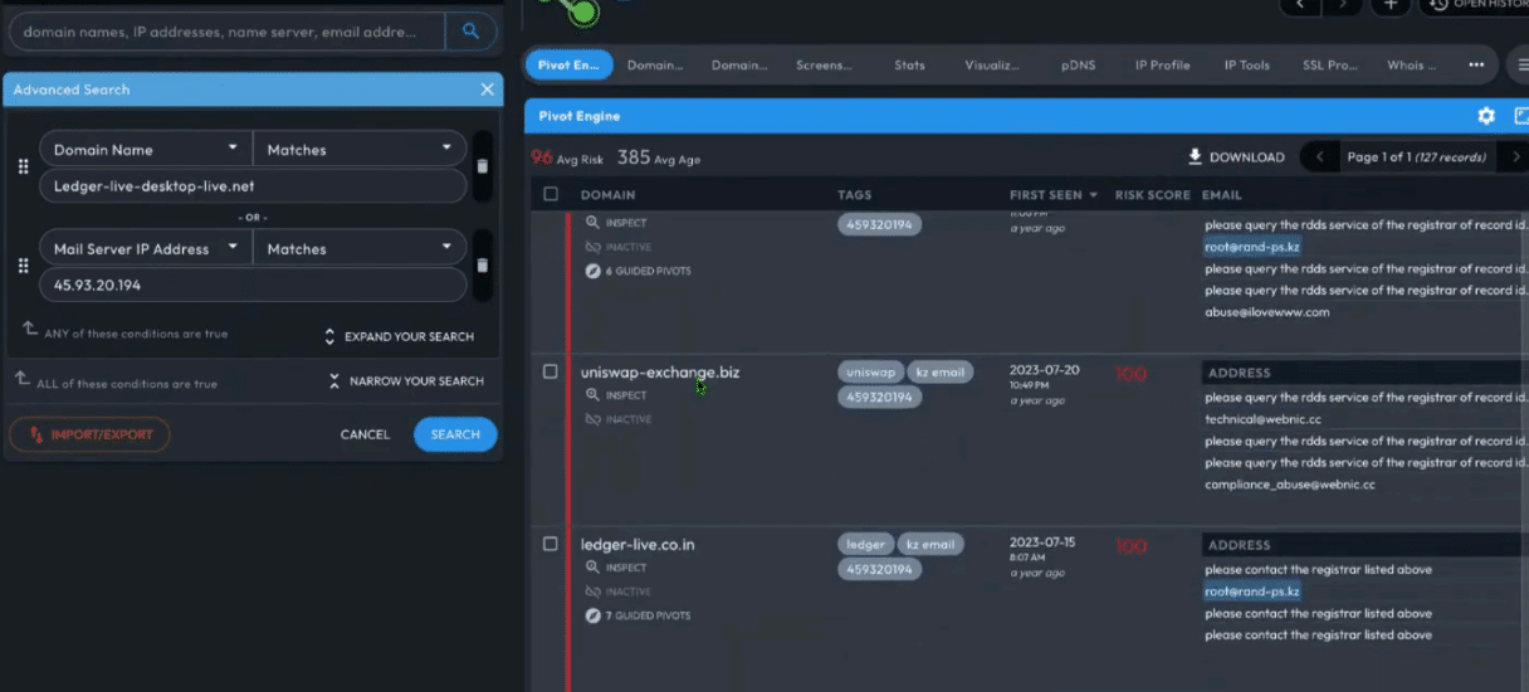 domain names, IP addresses, name server, email addre...
Advanced Search
Domain Name
Matches
Ledger-live-desktop-live.net
- OR -
Mail Server IP Address
Matches
45.93.20.194
ANY of these conditions are true
EXPAND YOUR SEARCH
ALL of these conditions are true
NARROW YOUR SEARCH
IMPORT/EXPORT
CANCEL
SEARCH
OPEN HISTOR
Pivot En...
Domain...
Domain...
Screens...
Stats
Visualiz...
pDNS
IP Profile
IP Tools
SSL Pro...
Whois ...
Pivot Engine
96 Avg Risk 385 Avg Age
DOWNLOAD
Page 1 of 1 (127 records)
DOMAIN TAGS FIRST SEEN RISK SCORE EMAIL
INSPECT
INACTIVE
6 GUIDED PIVOTS
459320194
a year ago
please query the rdds service of the registrar of record id.
root@rand-ps.kz
please query the rdds service of the registrar of record id.
please query the rdds service of the registrar of record id.
abuse@ilovewww.com
uniswap-exchange.biz
INSPECT
INACTIVE
uniswap
kz email
459320194
2023-07-20
10:49 PM
a year ago
100
ADDRESS
please query the rdds service of the registrar of record id.
technical@webnic.cc
please query the rdds service of the registrar of record id.
please query the rdds service of the registrar of record id.
compliance_abuse@webnic.cc
ledger-live.co.in
INSPECT
INACTIVE
7 GUIDED PIVOTS
ledger
kz email
459320194
2023-07-15
8:07 AM
a year ago
100
ADDRESS
please contact the registrar listed above
root@rand-ps.kz
please contact the registrar listed above
please contact the registrar listed above